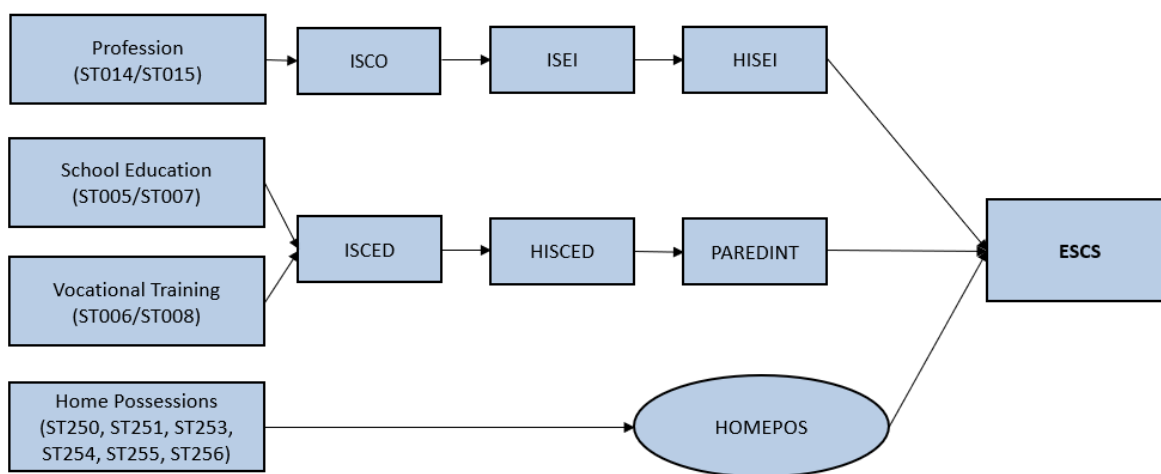 Profession
(ST014/ST015)
ISCO
ISEI
HISEI
School Education
(ST005/ST007)
ISCED
HISCED
PAREDINT
ESCS
Vocational Training
(ST006/ST008)
Home Possessions
(ST250, ST251, ST253,
ST254, ST255, ST256)
HOMEPOS